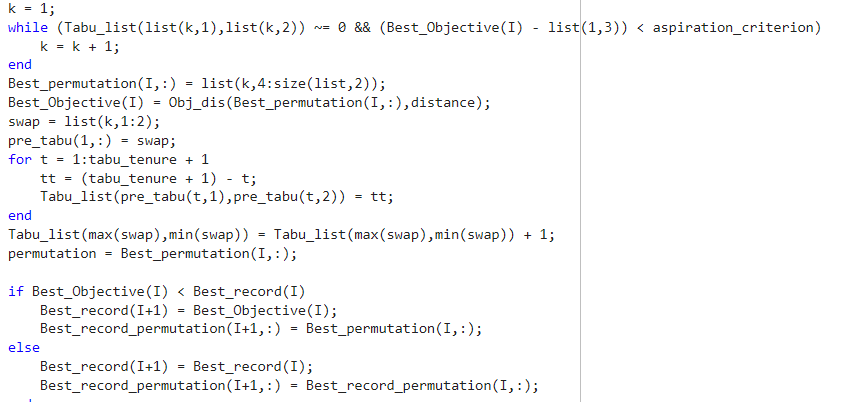 k = 1;
while (Tabu_list(list(k,1),list(k,2)) ~= 0 && (Best_Objective(I) - list(1,3)) < aspiration_criterion)
    k = k + 1;
end
Best_permutation(I,:) = list(k,4:size(list,2));
Best_Objective(I) = Obj_dis(Best_permutation(I,:),distance);
swap = list(k,1:2);
pre_tabu(1,:) = swap;
for t = 1:tabu_tenure + 1
    tt = (tabu_tenure + 1) - t;
    Tabu_list(pre_tabu(t,1),pre_tabu(t,2)) = tt;
end
Tabu_list(max(swap),min(swap)) = Tabu_list(max(swap),min(swap)) + 1;
permutation = Best_permutation(I,:);

if Best_Objective(I) < Best_record(I)
    Best_record(I+1) = Best_Objective(I);
    Best_record_permutation(I+1,:) = Best_permutation(I,:);
else
    Best_record(I+1) = Best_record(I);
    Best_record_permutation(I+1,:) = Best_record_permutation(I,:);